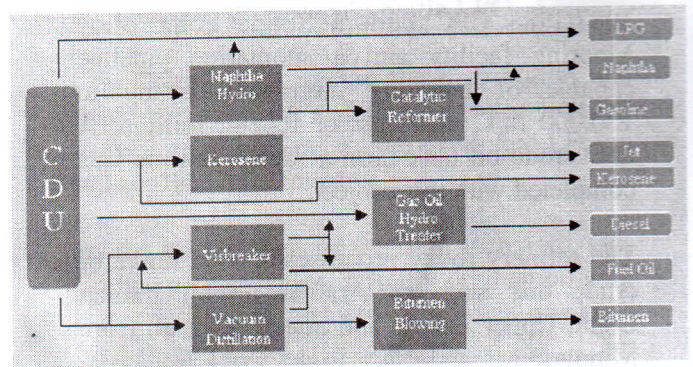 LPG
Naphtha
Hydro
Naphtha
Catalytic
Reformer
Gasoline
C
D
U
Kerosene
Jet
Kerosene
Gas Oil
Hydro
Treater
Diesel
Visbreaker
Fuel Oil
Vacuum
Distillation
Bitumen
Blowing
Bitumen